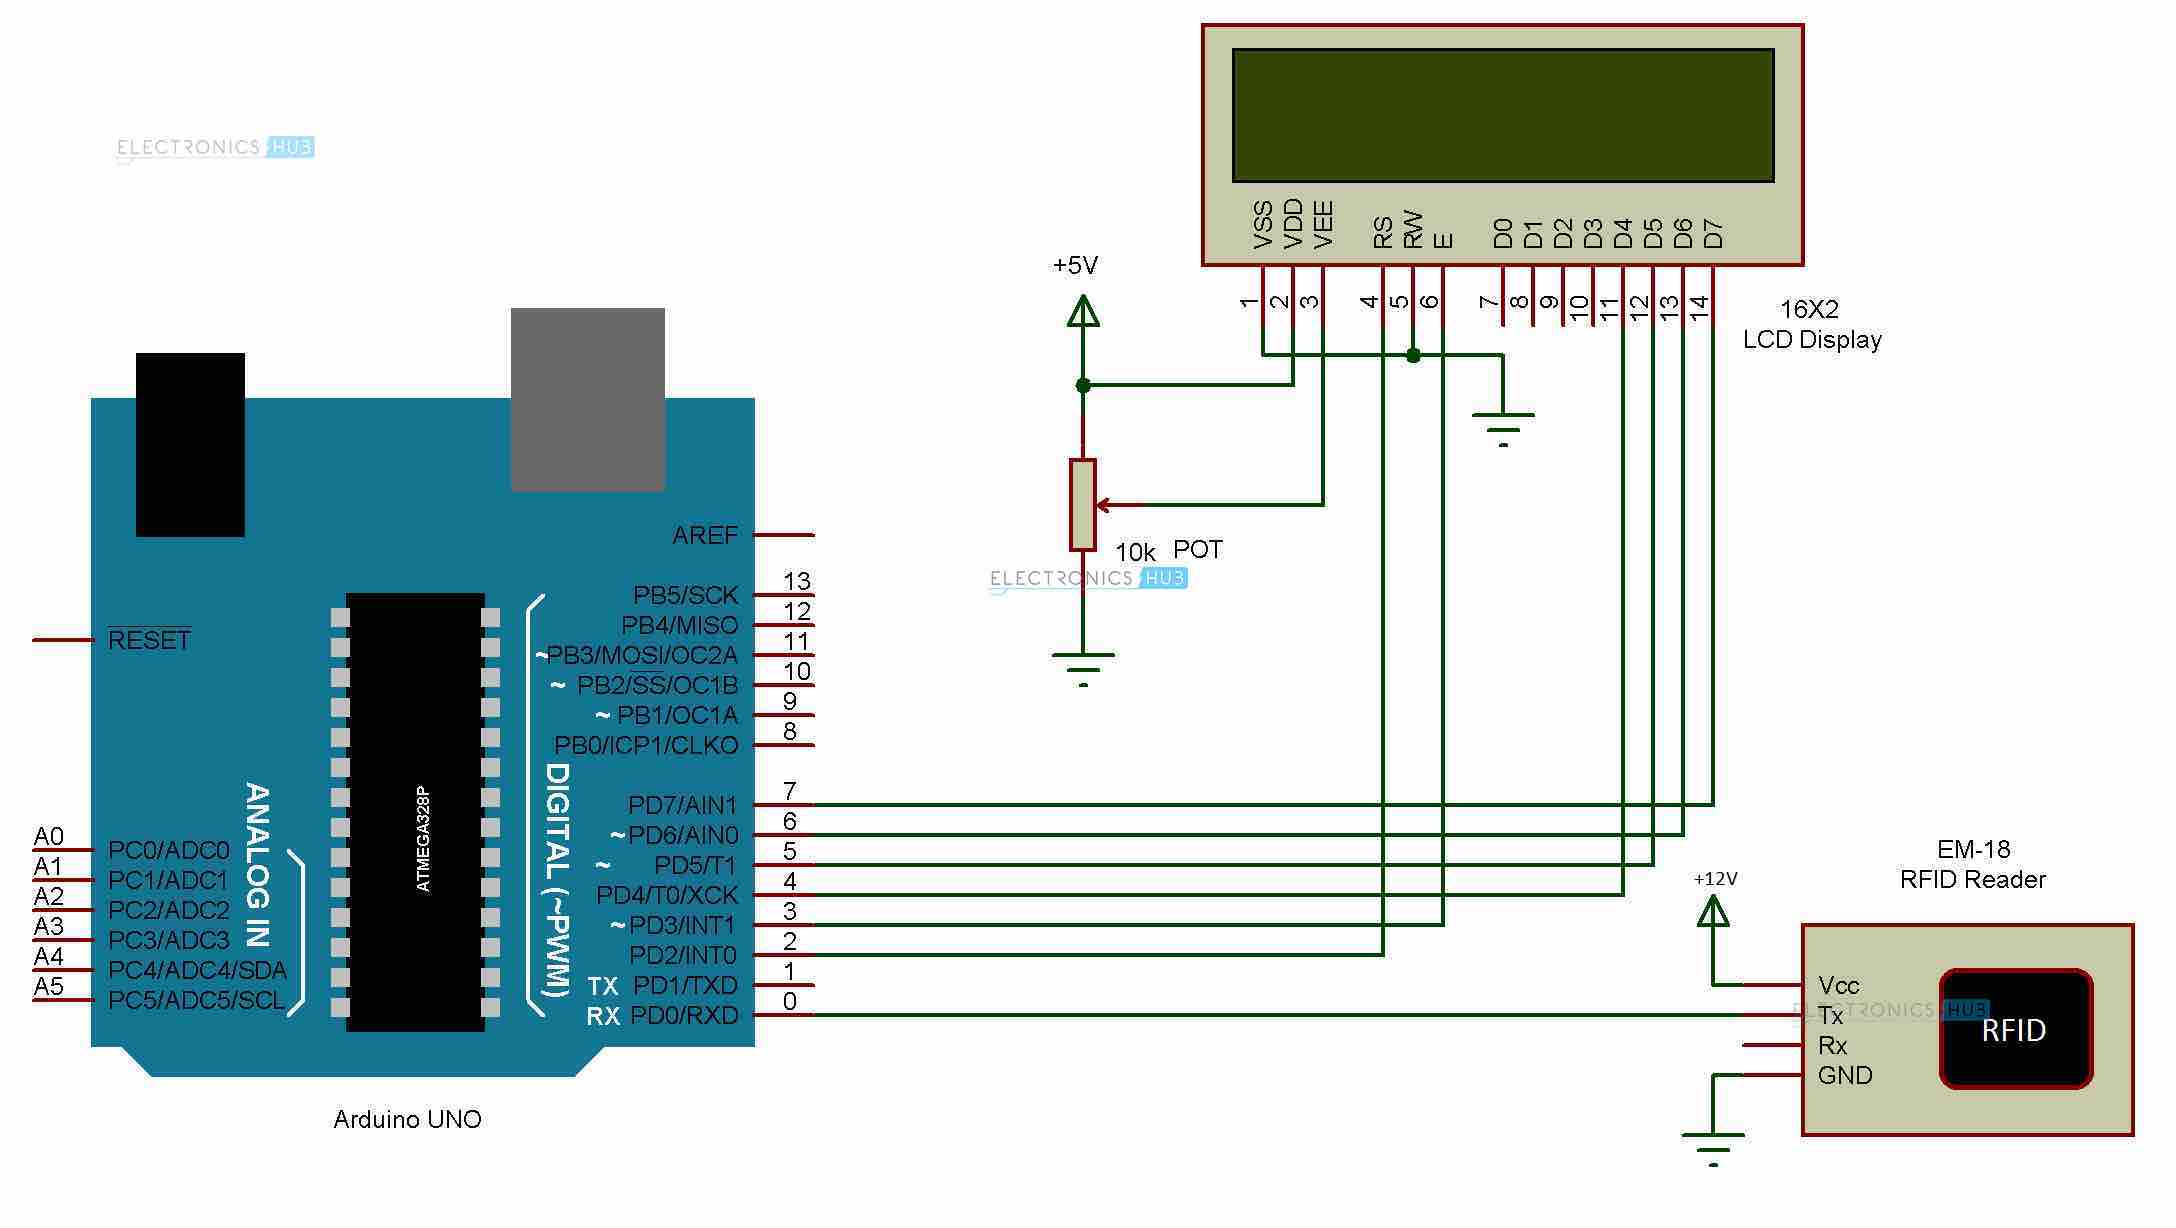 ELECTRONICS HUB
VSS VDD VEE RS RW E D0 D1 D2 D3 D4 D5 D6 D7
1 2 3 4 5 6 7 8 9 10 11 12 13 14
16X2
LCD Display
+5V
10k POT
ELECTRONICS HUB
AREF
PB5/SCK 13
PB4/MISO 12
~PB3/MOSI/OC2A 11
~ PB2/SS/OC1B 10
~ PB1/OC1A 9
PB0/ICP1/CLKO 8
PD7/AIN1 7
~PD6/AIN0 6
~ PD5/T1 5
PD4/T0/XCK 4
~PD3/INT1 3
PD2/INT0 2
TX PD1/TXD 1
RX PD0/RXD 0
DIGITAL (~PWM)
ATMEGA328P
RESET
ANALOG IN
A0 PC0/ADC0
A1 PC1/ADC1
A2 PC2/ADC2
A3 PC3/ADC3
A4 PC4/ADC4/SDA
A5 PC5/ADC5/SCL
Arduino UNO
EM-18
RFID Reader
+12V
Vcc
ELECTRONICS HUB
Tx
Rx
GND
RFID